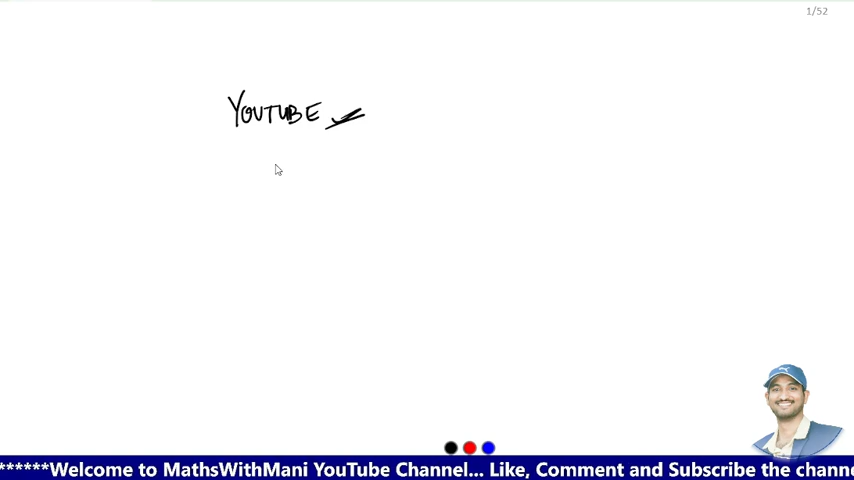 1/52
YOUTUBE
******Welcome to MathsWithMani YouTube Channel... Like, Comment and Subscribe the channe